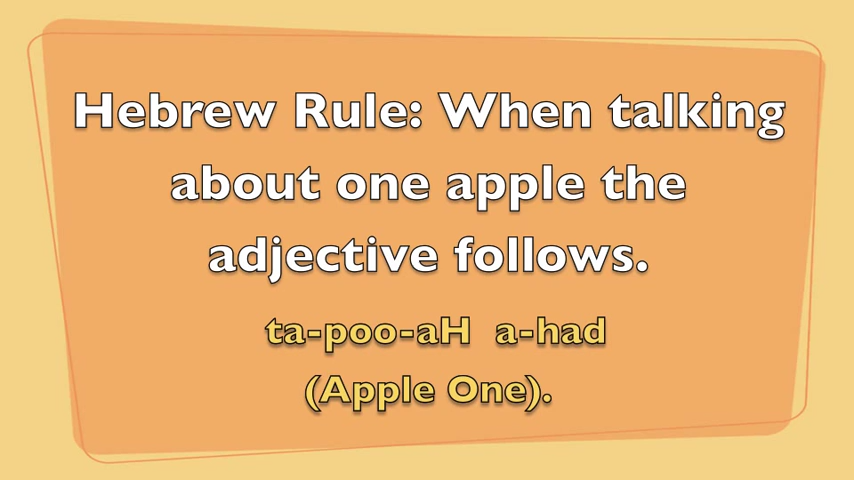 Hebrew Rule: When talking
about one apple the
adjective follows.
ta-poo-aH a-had
(Apple One).